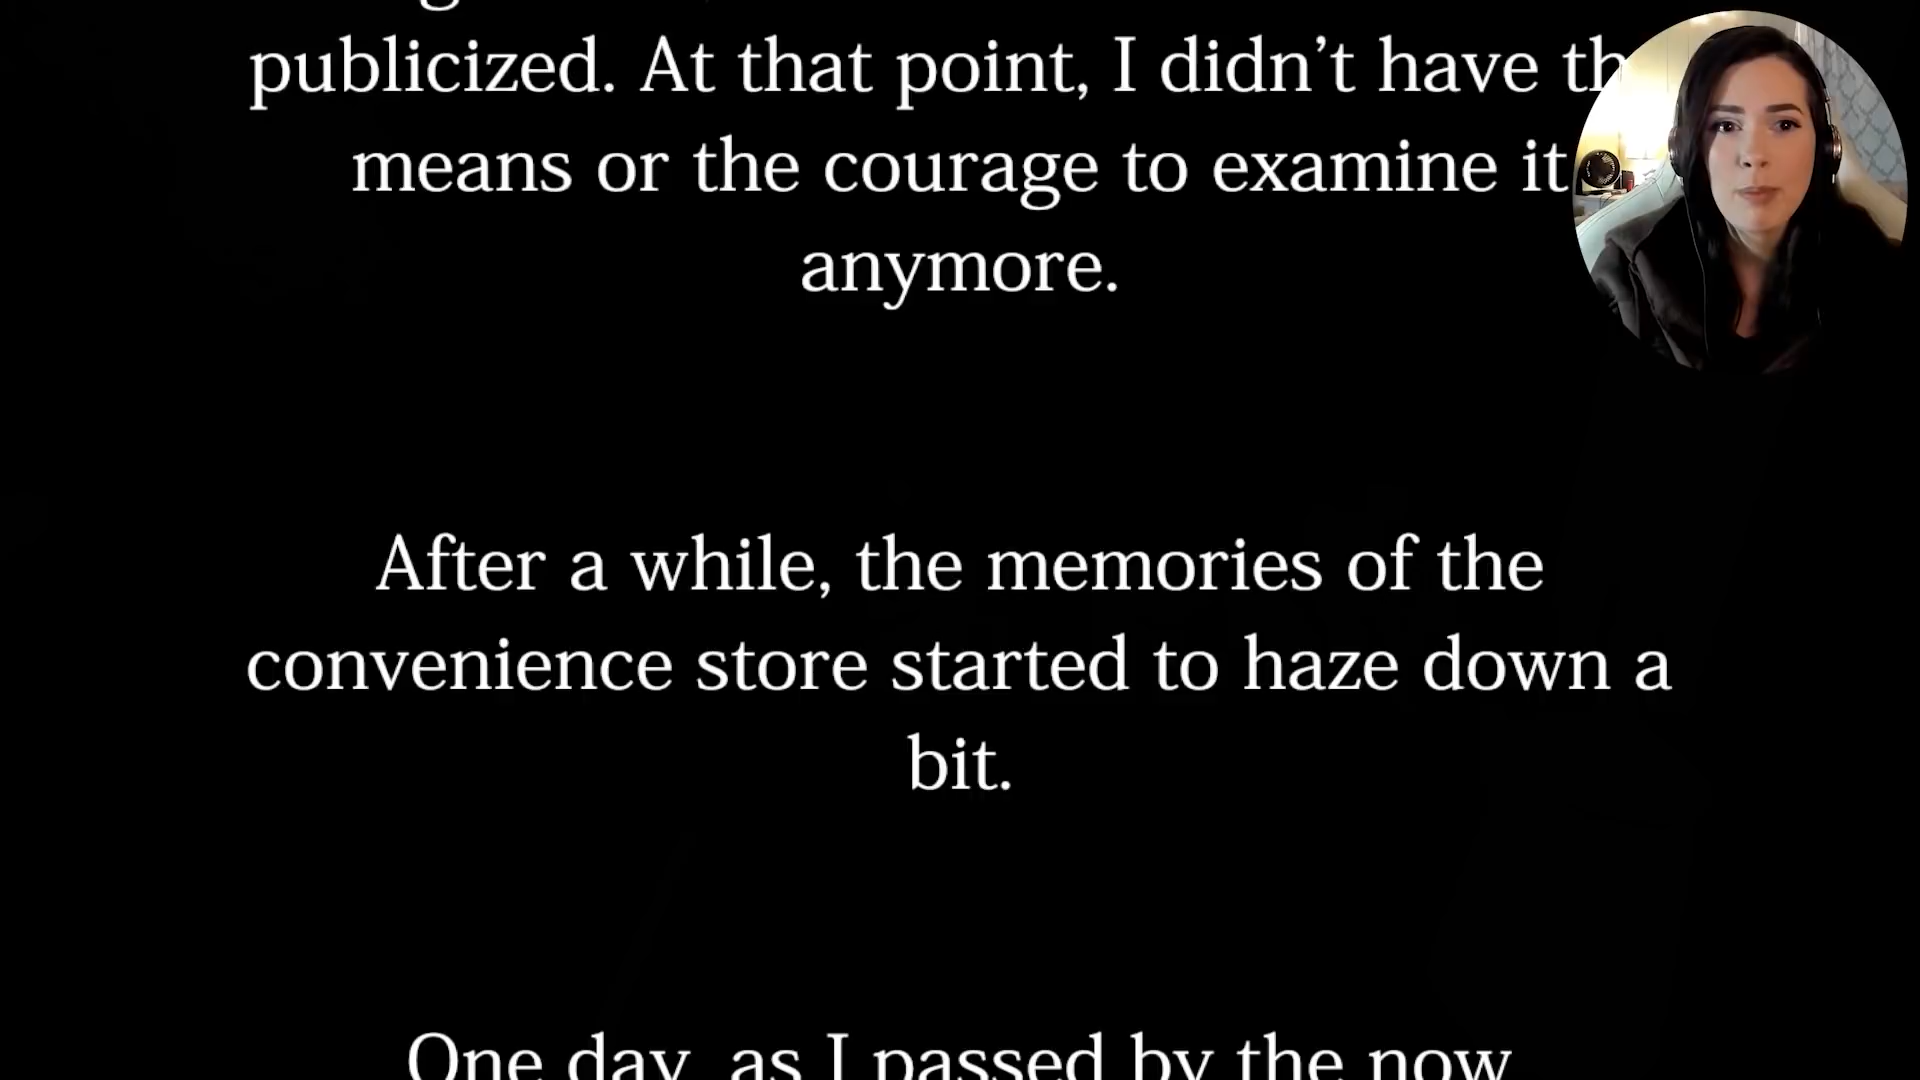 publicized. At that point, I didn’t have
means or the courage to examine it
anymore.
After a while, the memories of the
convenience store started to haze down a
bit.
One day, as I passed by the now